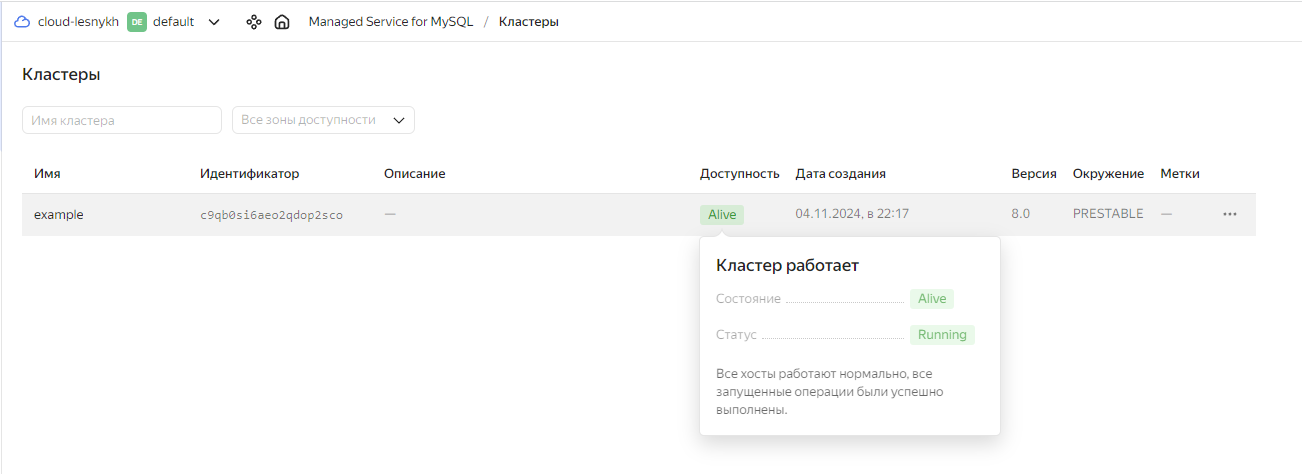 cloud-lesnykh DE default Managed Service for MySQL / Кластеры
Кластеры
Имя кластера Все зоны доступности
Имя Идентификатор Описание Доступность Дата создания Версия Окружение Метки
example c9qb0si6aeo2qdop2sco — Alive 04.11.2024, в 22:17 8.0 PRESTABLE —
Кластер работает
Состояние Alive
Статус Running
Все хосты работают нормально, все
запущенные операции были успешно
выполнены.